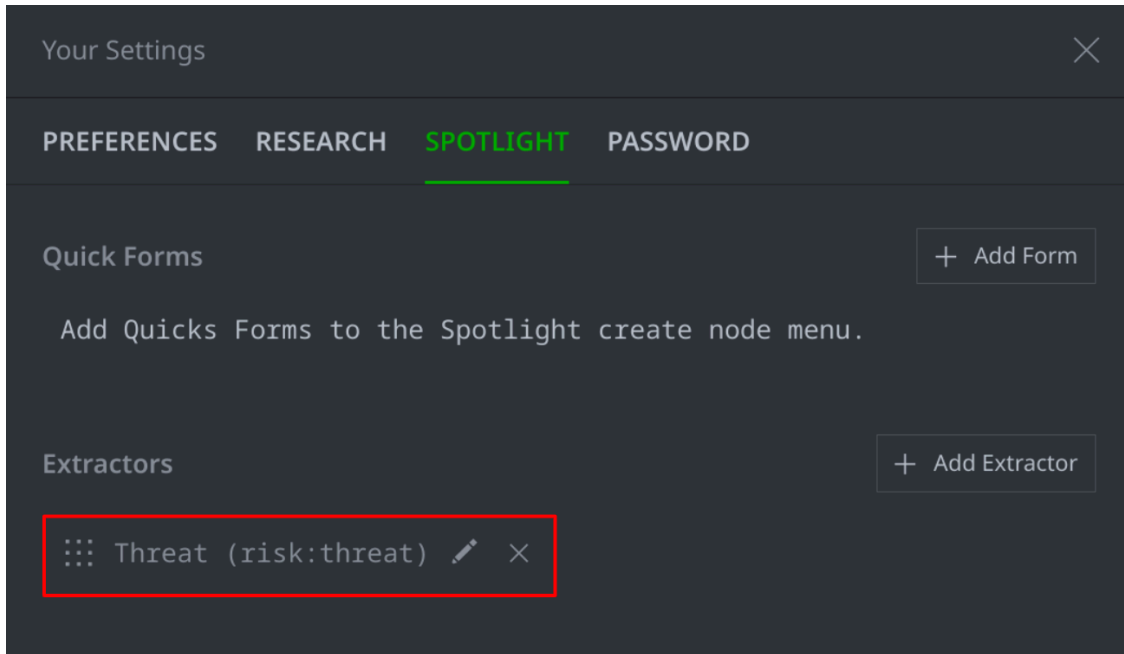 Your Settings
PREFERENCES RESEARCH SPOTLIGHT PASSWORD
Quick Forms
+ Add Form
Add Quicks Forms to the Spotlight create node menu.
Extractors
+ Add Extractor
Threat (risk:threat)